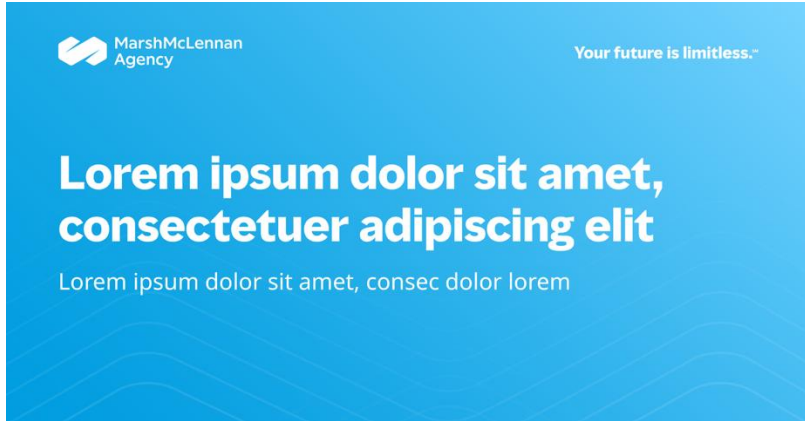 MarshMcLennan
Agency
Your future is limitless.℠
Lorem ipsum dolor sit amet,
consectetuer adipiscing elit
Lorem ipsum dolor sit amet, consec dolor lorem